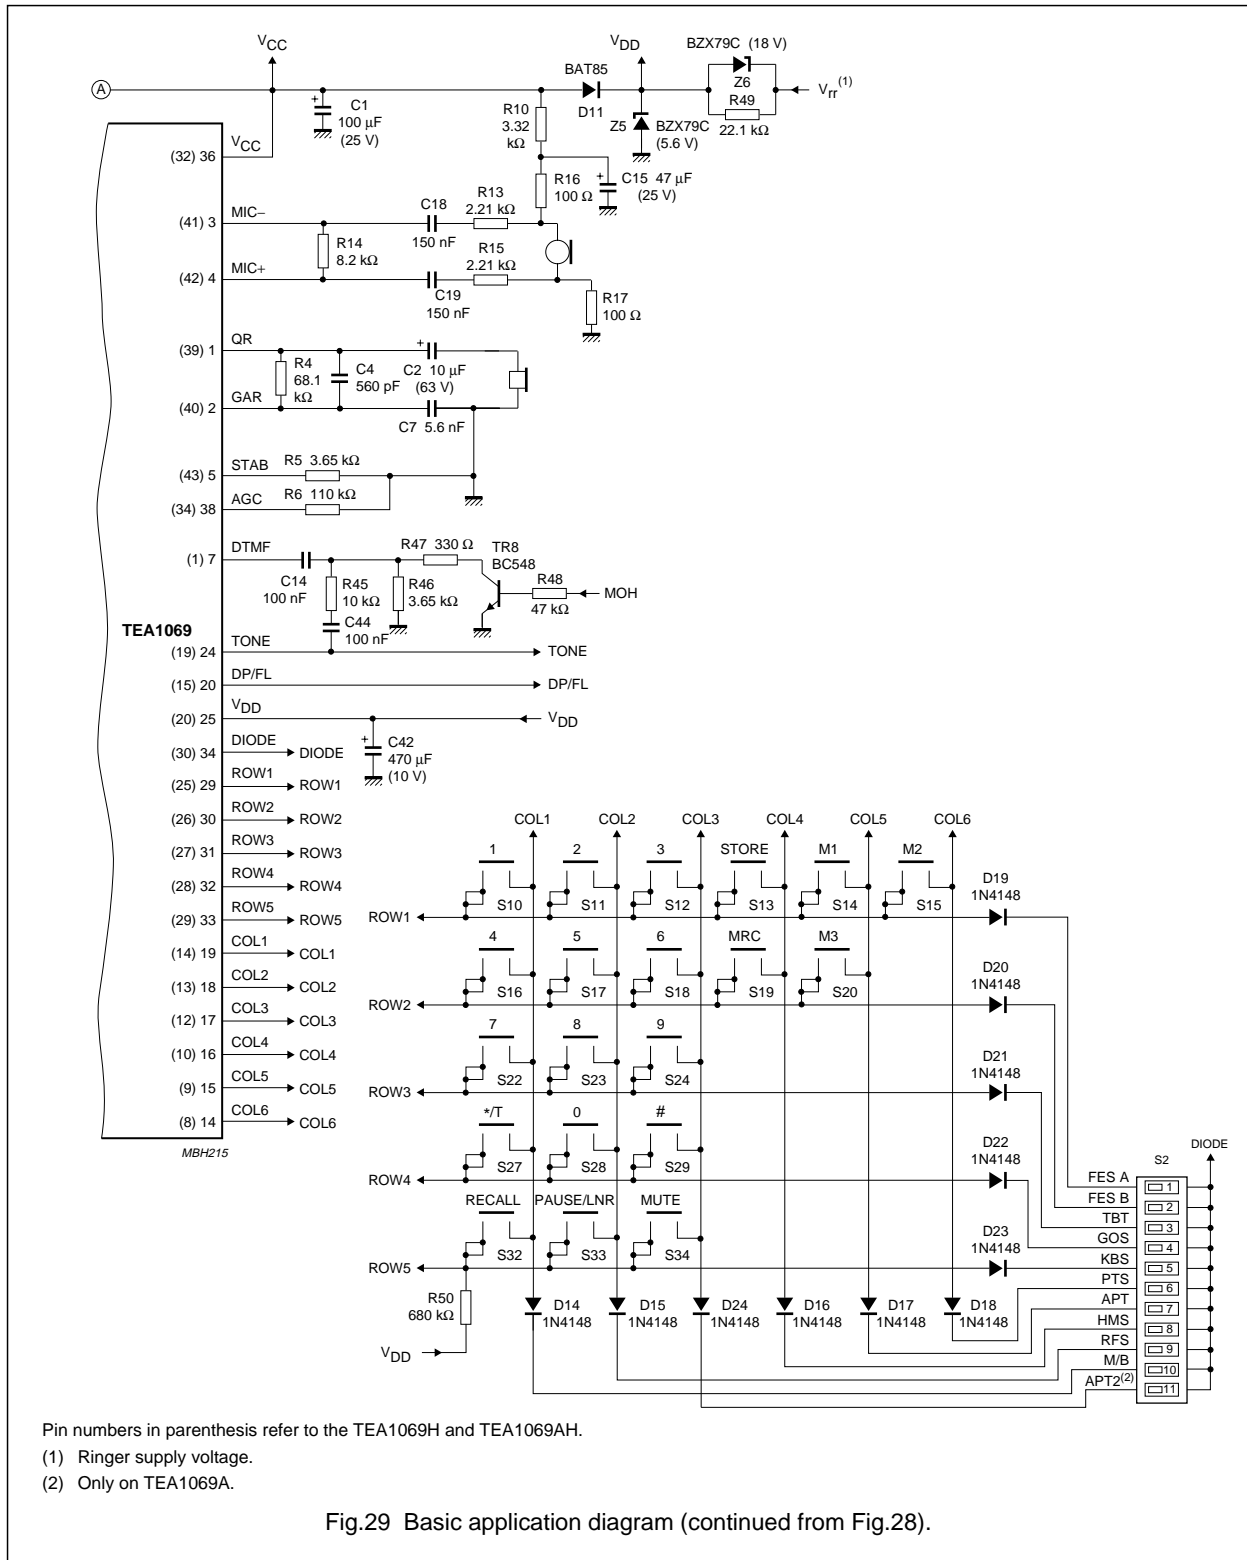 VCC
VDD
BZX79C (18 V)
Z6
R49
22.1 kΩ
Vrr(1)
A
BAT85
D11
C1
100 µF
(25 V)
R10
3.32
kΩ
Z5
BZX79C
(5.6 V)
(32) 36
VCC
R16
100 Ω
C15 47 µF
(25 V)
(41) 3
MIC−
C18
150 nF
R13
2.21 kΩ
R14
8.2 kΩ
R15
2.21 kΩ
(42) 4
MIC+
C19
150 nF
R17
100 Ω
(39) 1
QR
R4
68.1
kΩ
C4
560 pF
C2 10 µF
(63 V)
(40) 2
GAR
C7 5.6 nF
(43) 5
STAB
R5 3.65 kΩ
(34) 38
AGC
R6 110 kΩ
(1) 7
DTMF
C14
100 nF
R45
10 kΩ
C44
100 nF
R46
3.65 kΩ
R47 330 Ω
TR8
BC548
R48
47 kΩ
MOH
TEA1069
(19) 24
TONE
TONE
(15) 20
DP/FL
DP/FL
(20) 25
VDD
VDD
C42
470 µF
(10 V)
(30) 34
DIODE
DIODE
(25) 29
ROW1
ROW1
(26) 30
ROW2
ROW2
(27) 31
ROW3
ROW3
(28) 32
ROW4
ROW4
(29) 33
ROW5
ROW5
(14) 19
COL1
COL1
(13) 18
COL2
COL2
(12) 17
COL3
COL3
(10) 16
COL4
COL4
(9) 15
COL5
COL5
(8) 14
COL6
COL6
MBH215
COL1 COL2 COL3 COL4 COL5 COL6
1 2 3 STORE M1 M2
S10 S11 S12 S13 S14 S15
ROW1
D19
1N4148
4 5 6 MRC M3
S16 S17 S18 S19 S20
ROW2
D20
1N4148
7 8 9
S22 S23 S24
ROW3
D21
1N4148
*/T 0 #
S27 S28 S29
ROW4
D22
1N4148
RECALL PAUSE/LNR MUTE
S32 S33 S34
ROW5
D23
1N4148
R50
680 kΩ
VDD
D14
1N4148
D15
1N4148
D24
1N4148
D16
1N4148
D17
1N4148
D18
1N4148
S2
DIODE
FES A 1
FES B 2
TBT 3
GOS 4
KBS 5
PTS 6
APT 7
HMS 8
RFS 9
M/B 10
APT2(2) 11
Pin numbers in parenthesis refer to the TEA1069H and TEA1069AH.
(1) Ringer supply voltage.
(2) Only on TEA1069A.
Fig.29 Basic application diagram (continued from Fig.28).